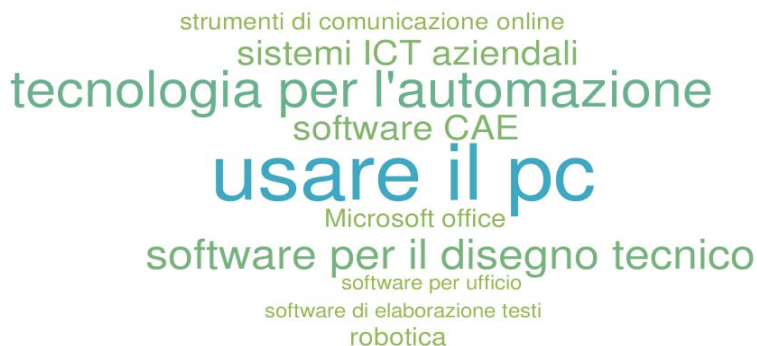 strumenti di comunicazione online
sistemi ICT aziendali
tecnologia per l'automazione
software CAE
usare il pc
Microsoft office
software per il disegno tecnico
software per ufficio
software di elaborazione testi
robotica